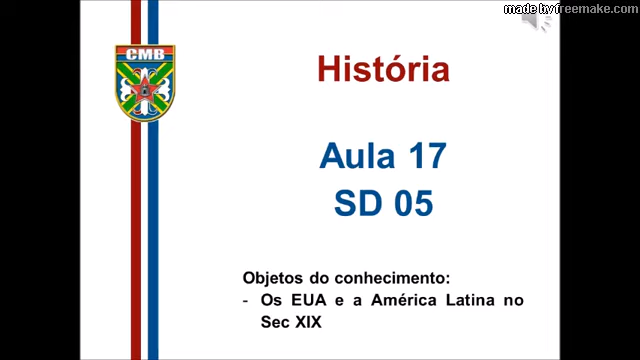 made by freemake.com
CMB
História
Aula 17
SD 05
Objetos do conhecimento:
- Os EUA e a América Latina no
Sec XIX